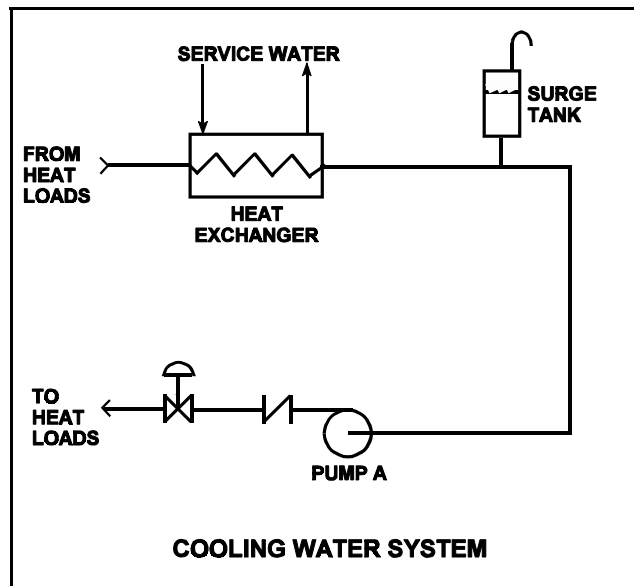 SERVICE WATER
SURGE
TANK
FROM
HEAT
LOADS
HEAT
EXCHANGER
TO
HEAT
LOADS
PUMP A
COOLING WATER SYSTEM